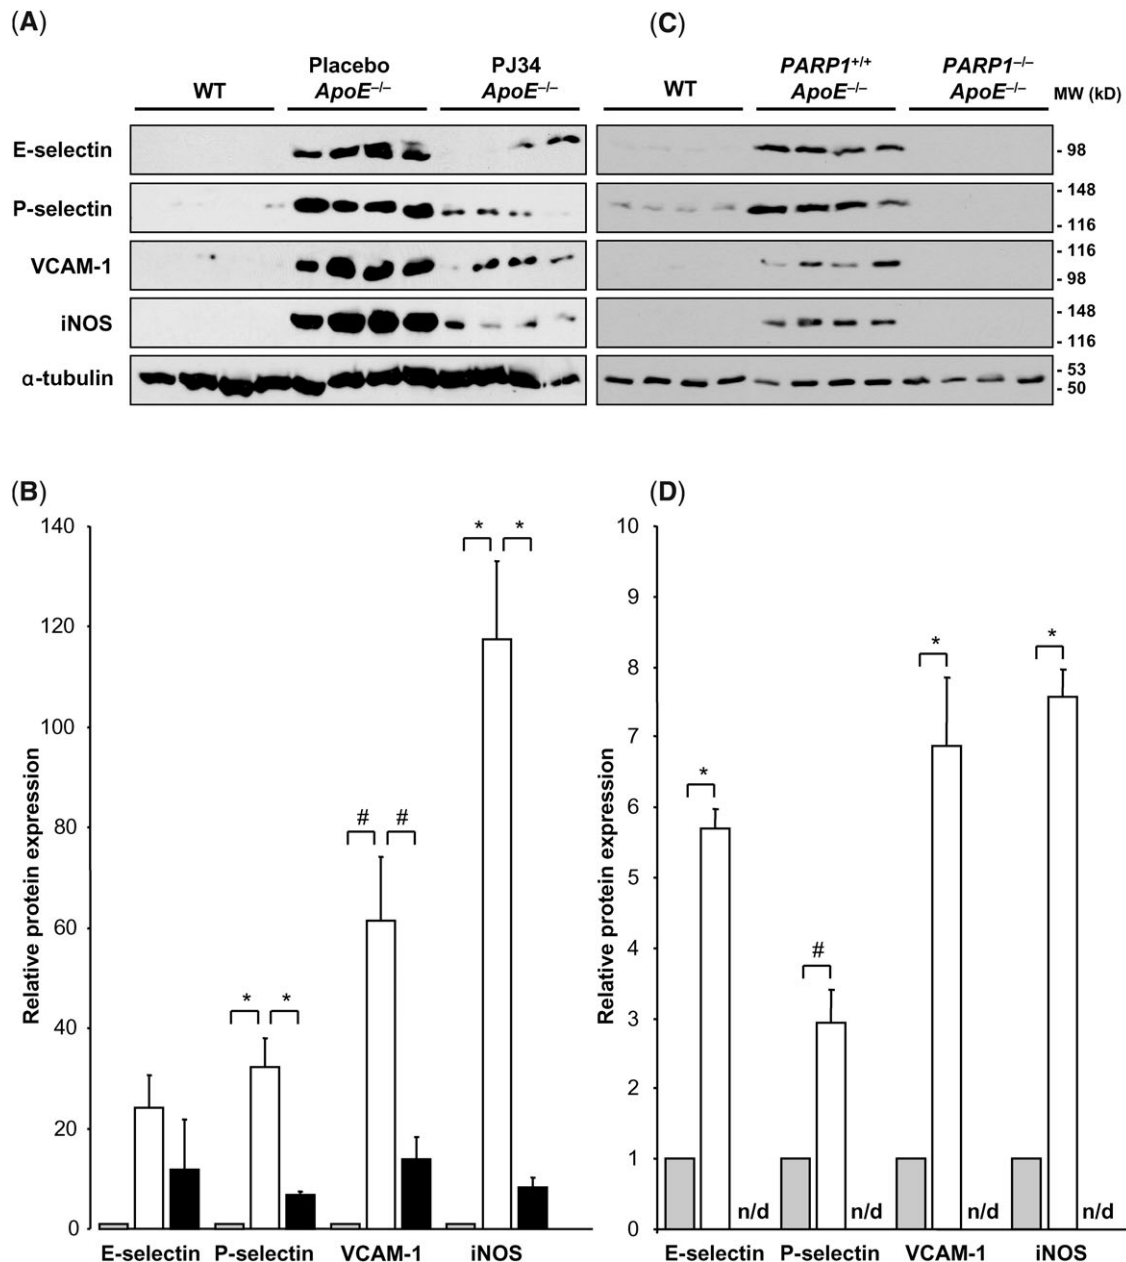 (A)
Placebo PJ34
WT ApoE–/– ApoE–/–
E-selectin
P-selectin
VCAM-1
iNOS
α-tubulin
(C)
PARP1+/+ PARP1–/–
WT ApoE–/– ApoE–/– MW (kD)
- 98
- 148
- 116
- 116
- 98
- 148
- 116
- 53
- 50
(B)
Relative protein expression
140
120
100
80
60
40
20
0
* *
# #
* *
E-selectin P-selectin VCAM-1 iNOS
(D)
Relative protein expression
10
9
8
7
6
5
4
3
2
1
0
* *
*
#
n/d n/d n/d n/d
E-selectin P-selectin VCAM-1 iNOS